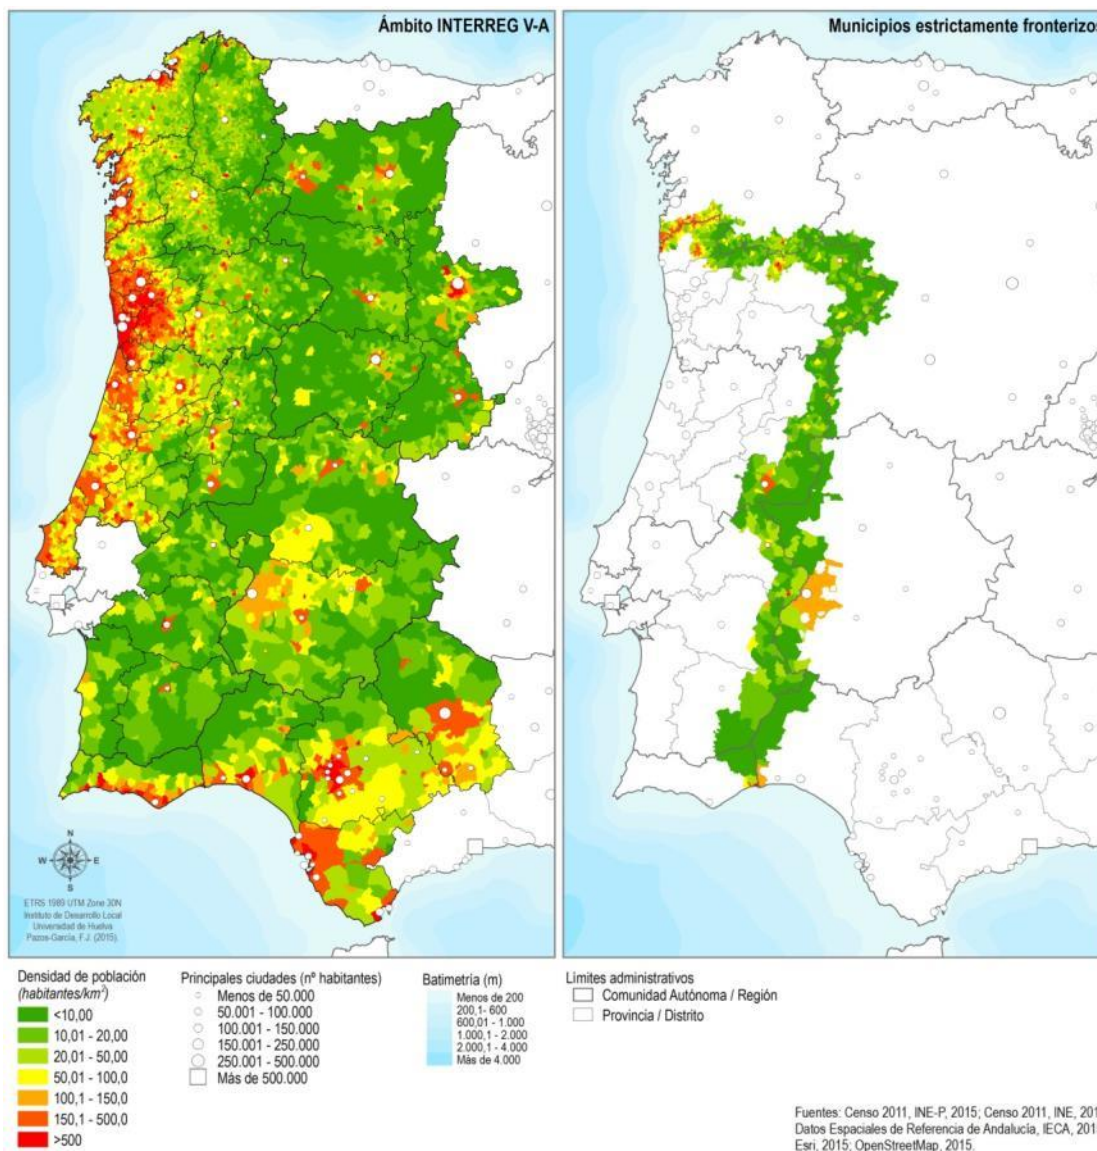 Ámbito INTERREG V-A
Municipios estrictamente fronterizos
N
W E
S
ETRS 1989 UTM Zone 30N
Instituto de Desarrollo Local
Universidad de Huelva
Pazos-García, F.J. (2015).
Densidad de población
(habitantes/km²)
<10,00
10,01 - 20,00
20,01 - 50,00
50,01 - 100,0
100,1 - 150,0
150,1 - 500,0
>500
Principales ciudades (nº habitantes)
Menos de 50.000
50.001 - 100.000
100.001 - 150.000
150.001 - 250.000
250.001 - 500.000
Más de 500.000
Batimetría (m)
Menos de 200
200,1- 600
600,01 - 1.000
1.000,1 - 2.000
2.000,1 - 4.000
Más de 4.000
Limites administrativos
Comunidad Autónoma / Región
Provincia / Distrito
Fuentes: Censo 2011, INE-P, 2015; Censo 2011, INE, 201
Datos Espaciales de Referencia de Andalucía, IECA, 201
Esri, 2015; OpenStreetMap, 2015.